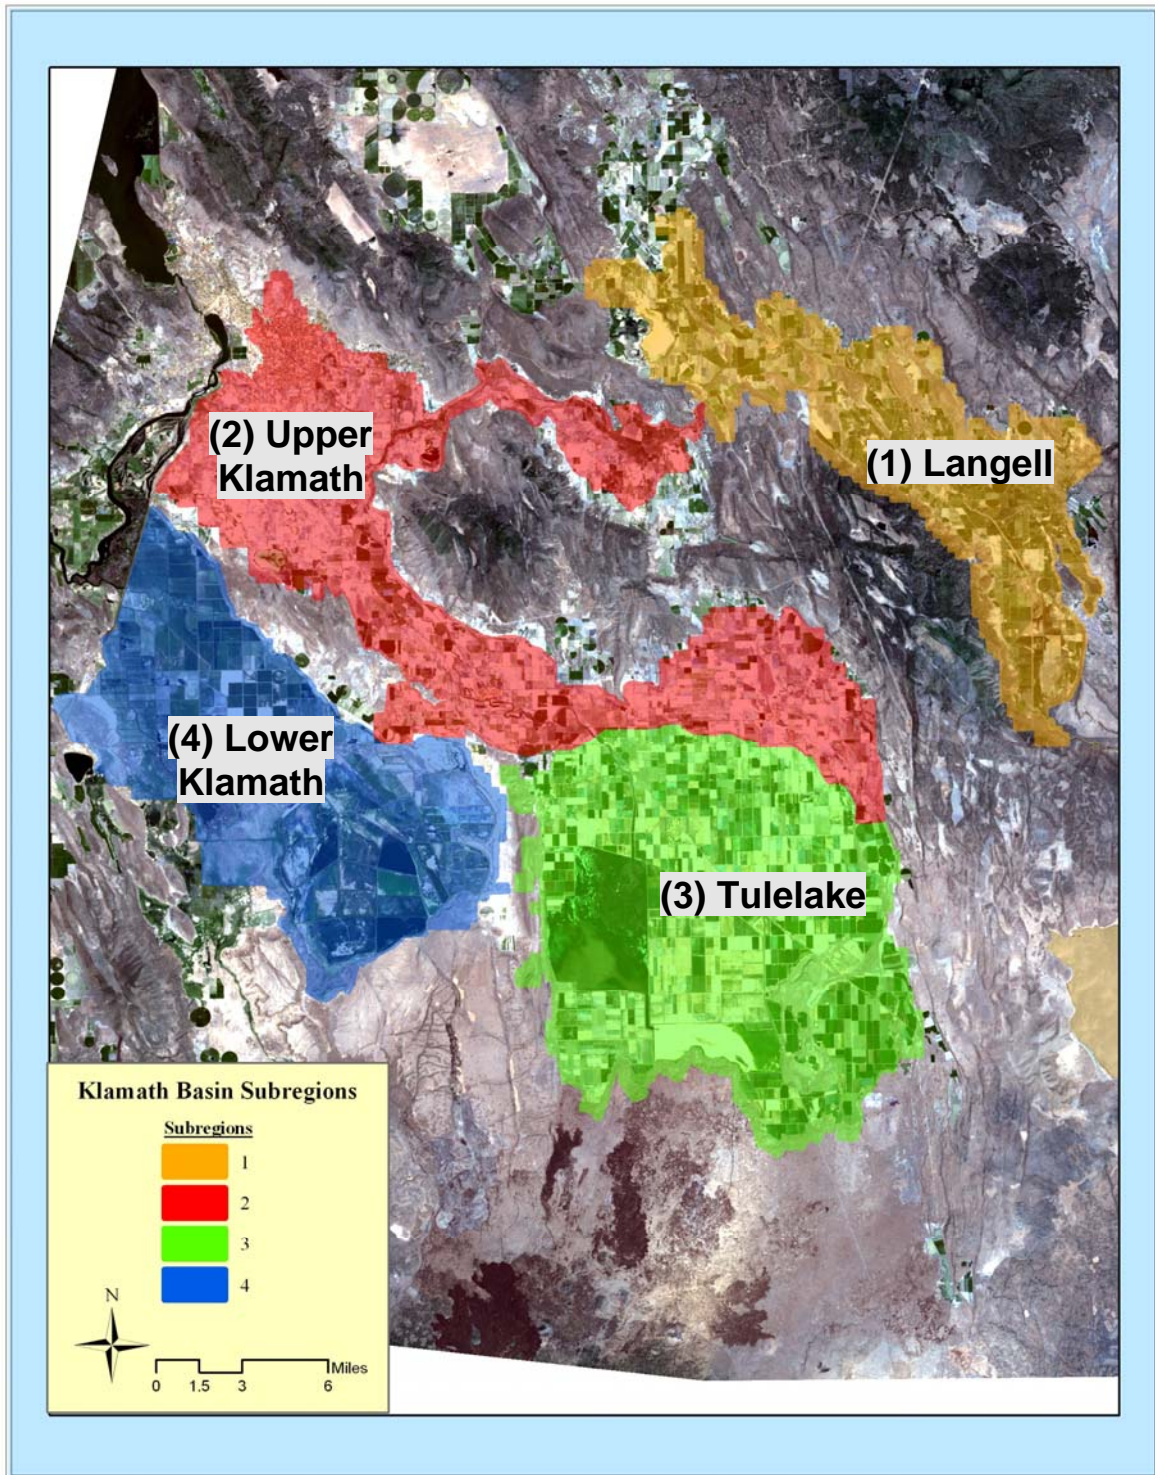 (2) Upper
Klamath
(1) Langell
(4) Lower
Klamath
(3) Tulelake
Klamath Basin Subregions
Subregions
1
2
3
4
N
Miles
0 1.5 3 6